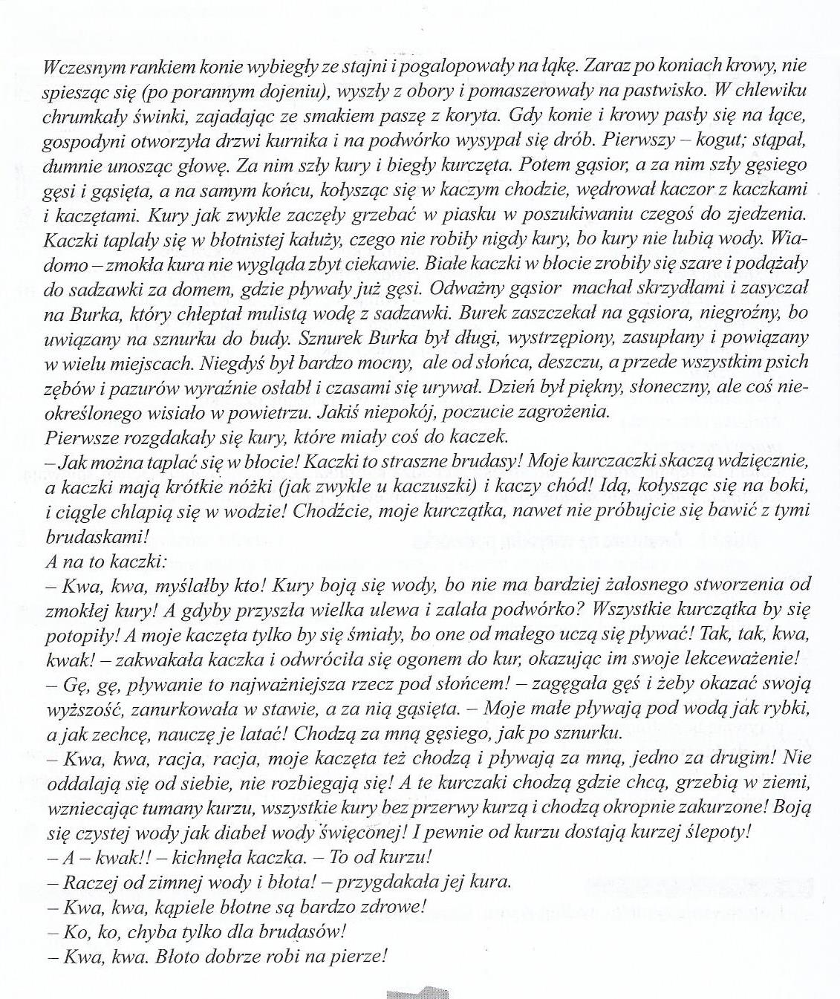 Wczesnym rankiem konie wybiegły ze stajni i pogalopowały na łąkę. Zaraz po koniach krowy, nie
spiesząc się (po porannym dojeniu), wyszły z obory i pomaszerowały na pastwisko. W chlewiku
chrumkały świnki, zajadając ze smakiem paszę z koryta. Gdy konie i krowy pasły się na łące,
gospodyni otworzyła drzwi kurnika i na podwórko wysypał się drób. Pierwszy – kogut; stąpał,
dumnie unosząc głowę. Za nim szły kury i biegły kurczęta. Potem gąsior, a za nim szły gęsiego
gęsi i gąsięta, a na samym końcu, kołysząc się w kaczym chodzie, wędrował kaczor z kaczkami
i kaczętami. Kury jak zwykle zaczęły grzebać w piasku w poszukiwaniu czegoś do zjedzenia.
Kaczki taplały się w błotnistej kałuży, czego nie robiły nigdy kury, bo kury nie lubią wody. Wia-
domo – zmokła kura nie wygląda zbyt ciekawie. Białe kaczki w błocie zrobiły się szare i podążały
do sadzawki za domem, gdzie pływały już gęsi. Odważny gąsior machał skrzydłami i zasyczał
na Burka, który chłeptał mulistą wodę z sadzawki. Burek zaszczekał na gąsiora, niegroźny, bo
uwiązany na sznurku do budy. Sznurek Burka był długi, wystrzępiony, zasupłany i powiązany
w wielu miejscach. Niegdyś był bardzo mocny, ale od słońca, deszczu, a przede wszystkim psich
zębów i pazurów wyraźnie osłabł i czasami się urywał. Dzień był piękny, słoneczny, ale coś nie-
określonego wisiało w powietrzu. Jakiś niepokój, poczucie zagrożenia.
Pierwsze rozgdakały się kury, które miały coś do kaczek.
– Jak można taplać się w błocie! Kaczki to straszne brudasy! Moje kurczaczki skaczą wdzięcznie,
a kaczki mają krótkie nóżki (jak zwykle u kaczuszki) i kaczy chód! Idą, kołysząc się na boki,
i ciągle chlapią się w wodzie! Chodźcie, moje kurczątka, nawet nie próbujcie się bawić z tymi
brudaskami!
A na to kaczki:
– Kwa, kwa, myślałby kto! Kury boją się wody, bo nie ma bardziej żałosnego stworzenia od
zmokłej kury! A gdyby przyszła wielka ulewa i zalała podwórko? Wszystkie kurczątka by się
potopiły! A moje kaczęta tylko by się śmiały, bo one od małego uczą się pływać! Tak, tak, kwa,
kwak! – zakwakała kaczka i odwróciła się ogonem do kur, okazując im swoje lekceważenie!
– Gę, gę, pływanie to najważniejsza rzecz pod słońcem! – zagęgała gęś i żeby okazać swoją
wyższość, zanurkowała w stawie, a za nią gąsięta. – Moje małe pływają pod wodą jak rybki,
a jak zechcę, nauczę je latać! Chodzą za mną gęsiego, jak po sznurku.
– Kwa, kwa, racja, racja, moje kaczęta też chodzą i pływają za mną, jedno za drugim! Nie
oddalają się od siebie, nie rozbiegają się! A te kurczaki chodzą gdzie chcą, grzebią w ziemi,
wzniecając tumany kurzu, wszystkie kury bez przerwy kurzą i chodzą okropnie zakurzone! Boją
się czystej wody jak diabeł wody święconej! I pewnie od kurzu dostają kurzej ślepoty!
– A – kwak!! – kichnęła kaczka. – To od kurzu!
– Raczej od zimnej wody i błota! – przygdakała jej kura.
– Kwa, kwa, kąpiele błotne są bardzo zdrowe!
– Ko, ko, chyba tylko dla brudasów!
– Kwa, kwa. Błoto dobrze robi na pierze!